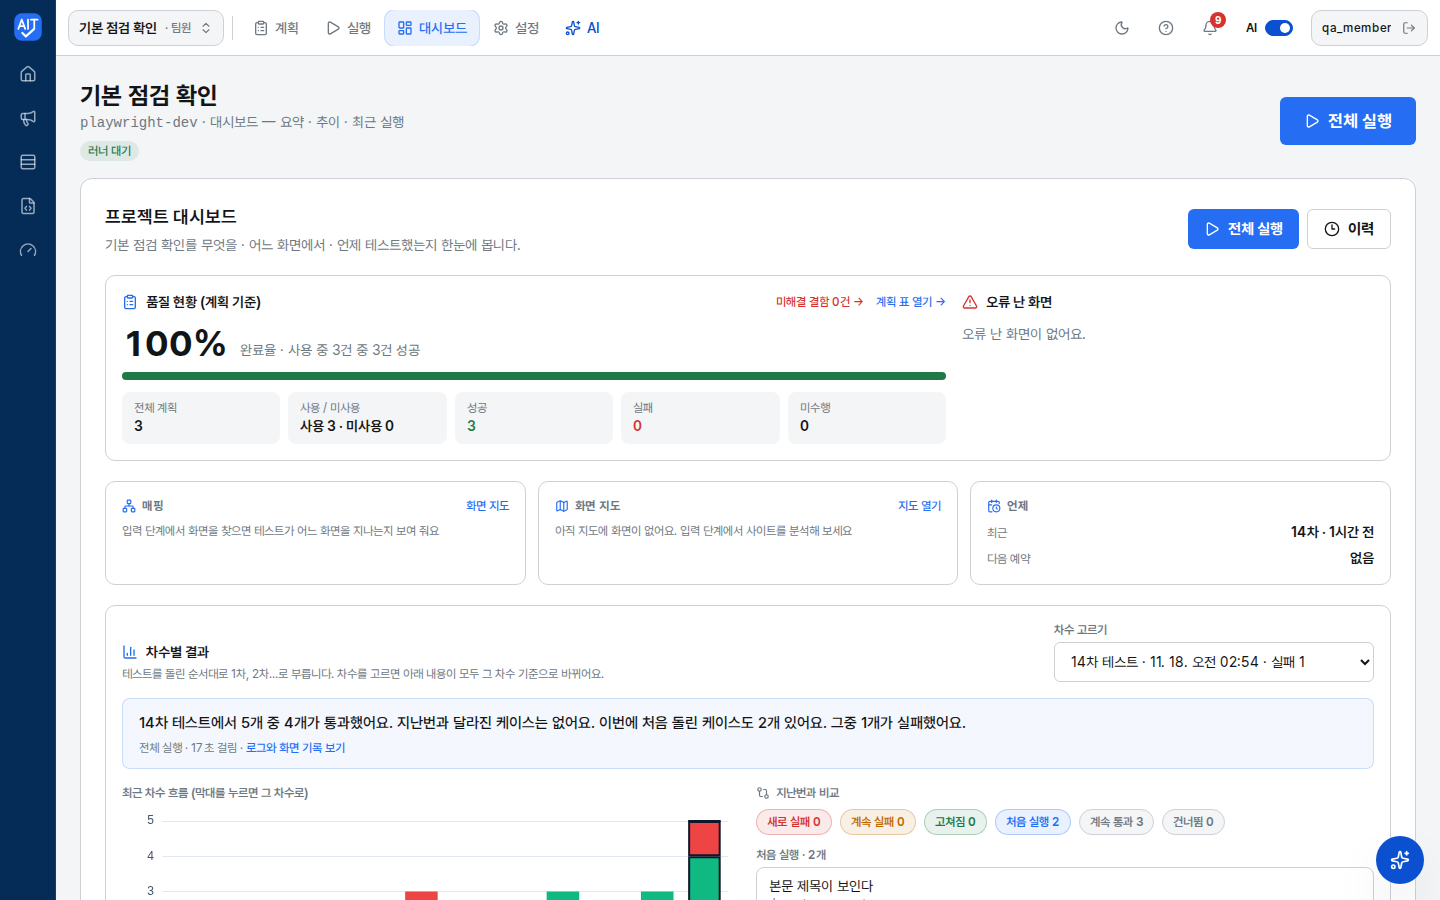 AIT
기본 점검 확인 · 팀원
계획
실행
대시보드
설정
AI
9
AI
qa_member
기본 점검 확인
playwright-dev · 대시보드 — 요약 · 추이 · 최근 실행
러너 대기
전체 실행
프로젝트 대시보드
기본 점검 확인를 무엇을 · 어느 화면에서 · 언제 테스트했는지 한눈에 봅니다.
전체 실행
이력
품질 현황 (계획 기준)
미해결 결함 0건 →
계획 표 열기 →
100%
완료율 · 사용 중 3건 중 3건 성공
전체 계획
3
사용 / 미사용
사용 3 · 미사용 0
성공
3
실패
0
미수행
0
오류 난 화면
오류 난 화면이 없어요.
매핑
화면 지도
입력 단계에서 화면을 찾으면 테스트가 어느 화면을 지나는지 보여 줘요
화면 지도
지도 열기
아직 지도에 화면이 없어요. 입력 단계에서 사이트를 분석해 보세요
언제
최근
14차 · 1시간 전
다음 예약
없음
차수별 결과
테스트를 돌린 순서대로 1차, 2차…로 부릅니다. 차수를 고르면 아래 내용이 모두 그 차수 기준으로 바뀌어요.
차수 고르기
14차 테스트 · 11. 18. 오전 02:54 · 실패 1
14차 테스트에서 5개 중 4개가 통과했어요. 지난번과 달라진 케이스는 없어요. 이번에 처음 돌린 케이스도 2개 있어요. 그중 1개가 실패했어요.
전체 실행 · 17초 걸림 · 로그와 화면 기록 보기
최근 차수 흐름 (막대를 누르면 그 차수로)
5
4
3
지난번과 비교
새로 실패 0
계속 실패 0
고쳐짐 0
처음 실행 2
계속 통과 3
건너뜀 0
처음 실행 · 2개
본문 제목이 보인다